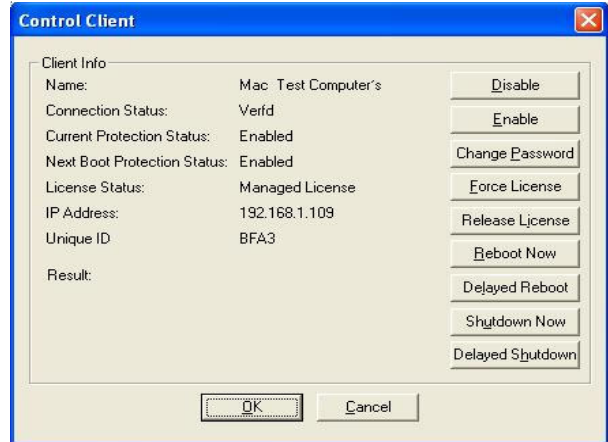 Control Client
Client Info
Name: Mac Test Computer's
Connection Status: Verfd
Current Protection Status: Enabled
Next Boot Protection Status: Enabled
License Status: Managed License
IP Address: 192.168.1.109
Unique ID BFA3
Result:
Disable
Enable
Change Password
Force License
Release License
Reboot Now
Delayed Reboot
Shutdown Now
Delayed Shutdown
OK Cancel